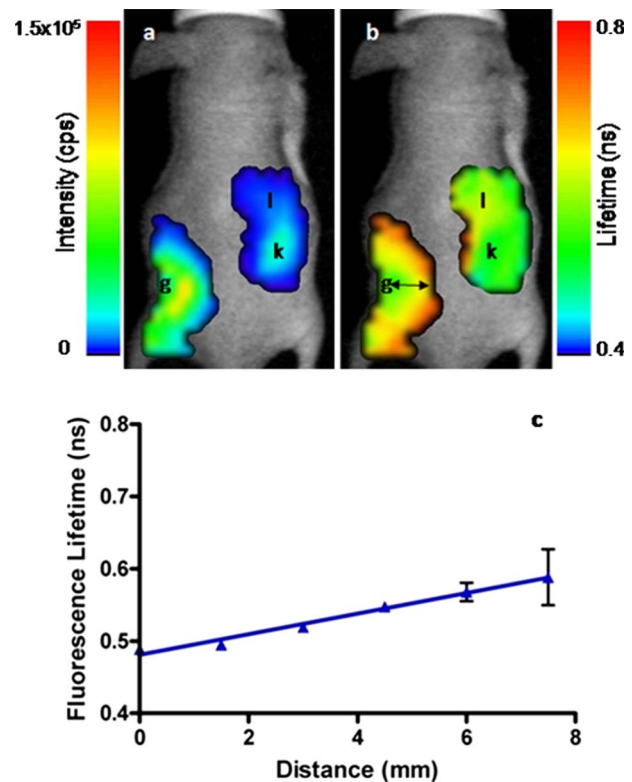 1.5x10⁵
a
b
0.8
Intensity (cps)
Lifetime (ns)
l
l
k
k
g
g
0
0.4
c
0.8
0.7
0.6
0.5
0.4
Fluorescence Lifetime (ns)
0
2
4
6
8
Distance (mm)